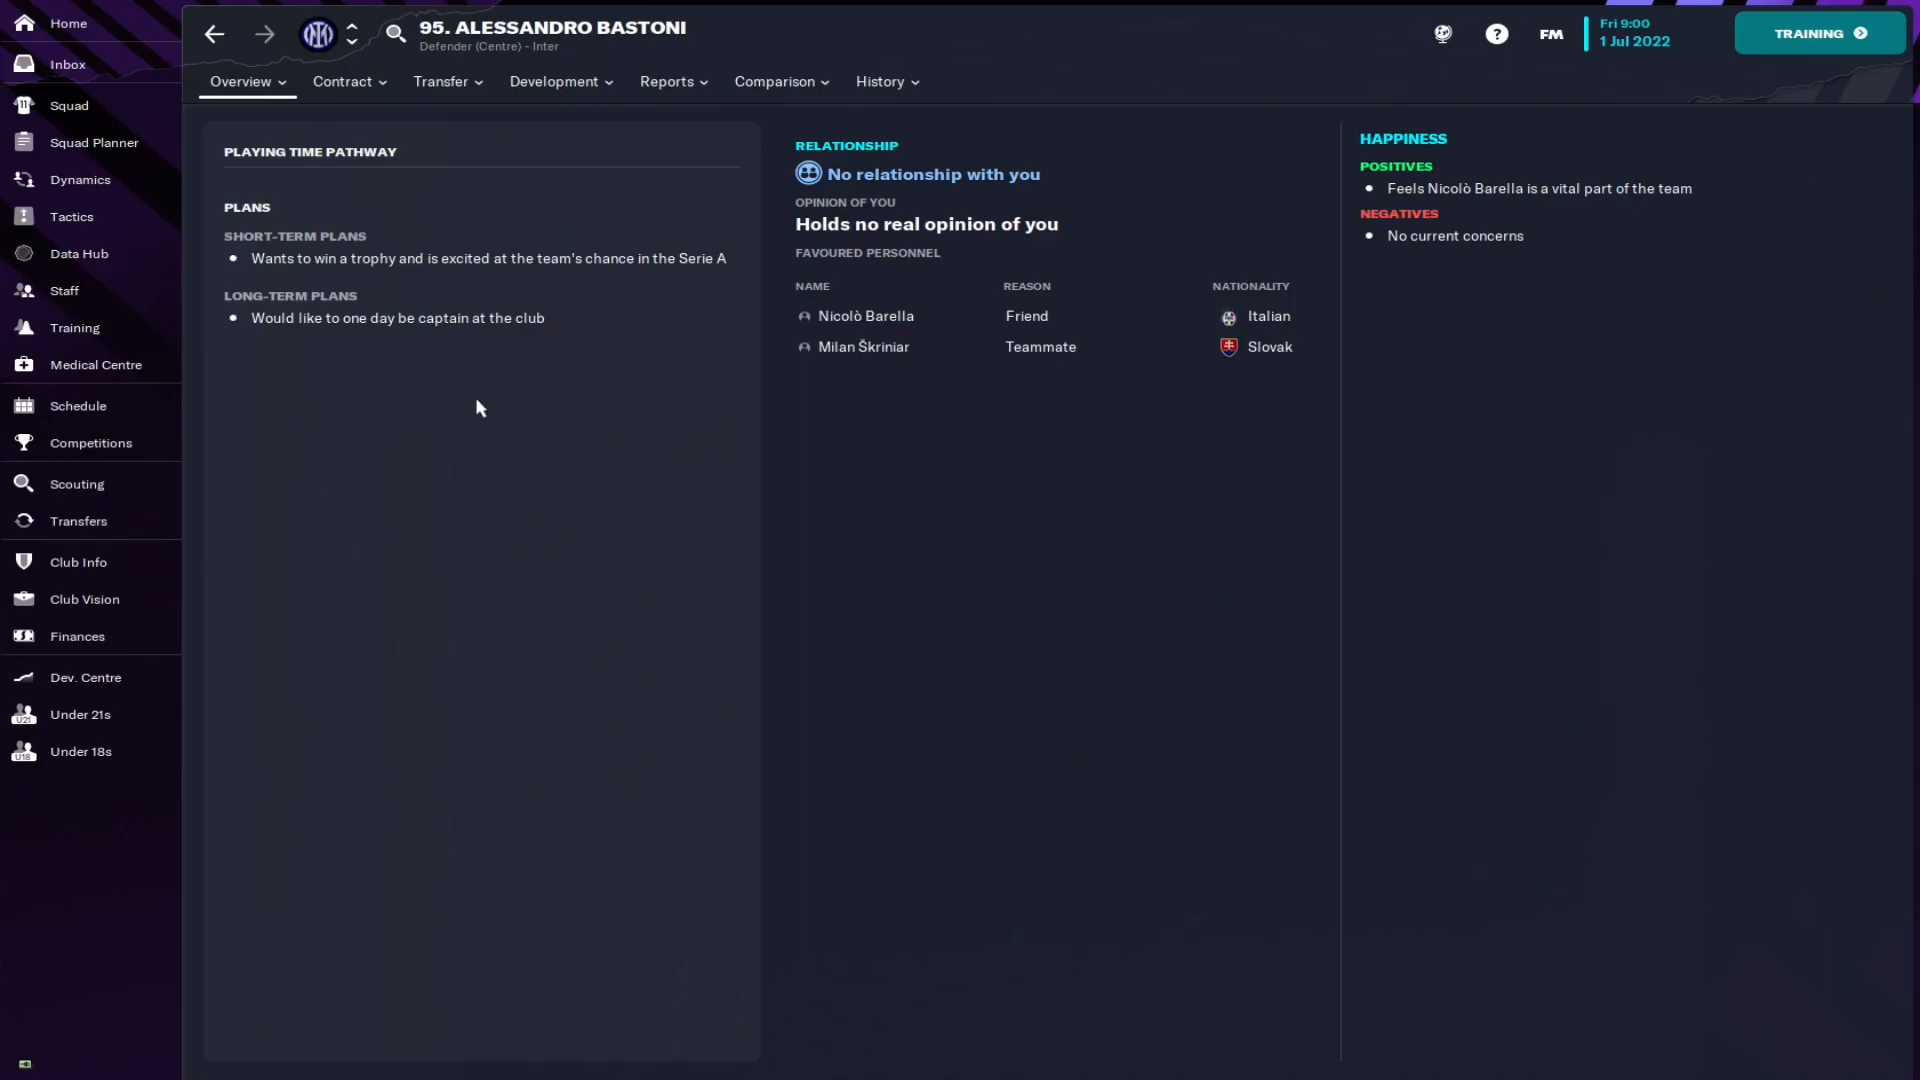 Home
Inbox
Squad
Squad Planner
Dynamics
Tactics
Data Hub
Staff
Training
Medical Centre
Schedule
Competitions
Scouting
Transfers
Club Info
Club Vision
Finances
Dev. Centre
U21 Under 21s
U18 Under 18s
95. ALESSANDRO BASTONI
Defender (Centre) - Inter
? FM
Fri 9:00
1 Jul 2022
TRAINING
Overview Contract Transfer Development Reports Comparison History
PLAYING TIME PATHWAY
PLANS
SHORT-TERM PLANS
• Wants to win a trophy and is excited at the team's chance in the Serie A
LONG-TERM PLANS
• Would like to one day be captain at the club
RELATIONSHIP
No relationship with you
OPINION OF YOU
Holds no real opinion of you
FAVOURED PERSONNEL
NAME REASON NATIONALITY
Nicolò Barella Friend Italian
Milan Škriniar Teammate Slovak
HAPPINESS
POSITIVES
• Feels Nicolò Barella is a vital part of the team
NEGATIVES
• No current concerns